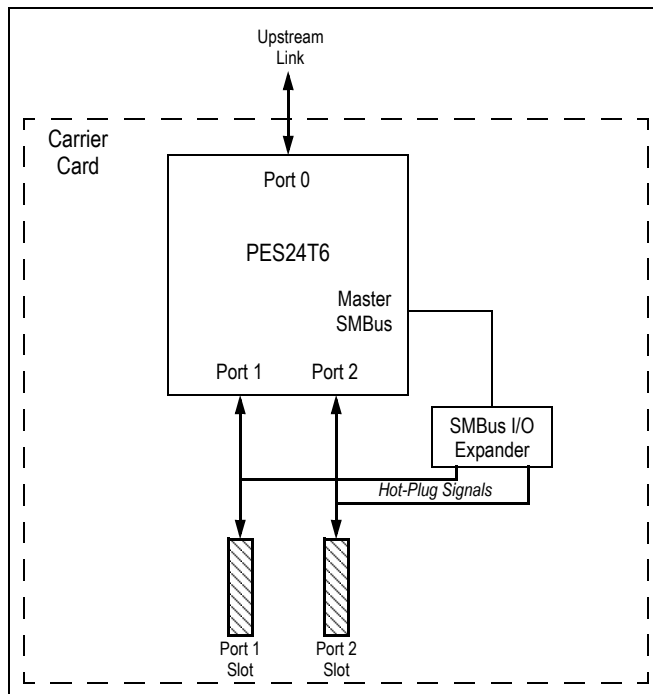 Upstream
Link
Carrier
Card
Port 0
PES24T6
Master
SMBus
Port 1
Port 2
SMBus I/O
Expander
Hot-Plug Signals
Port 1
Slot
Port 2
Slot